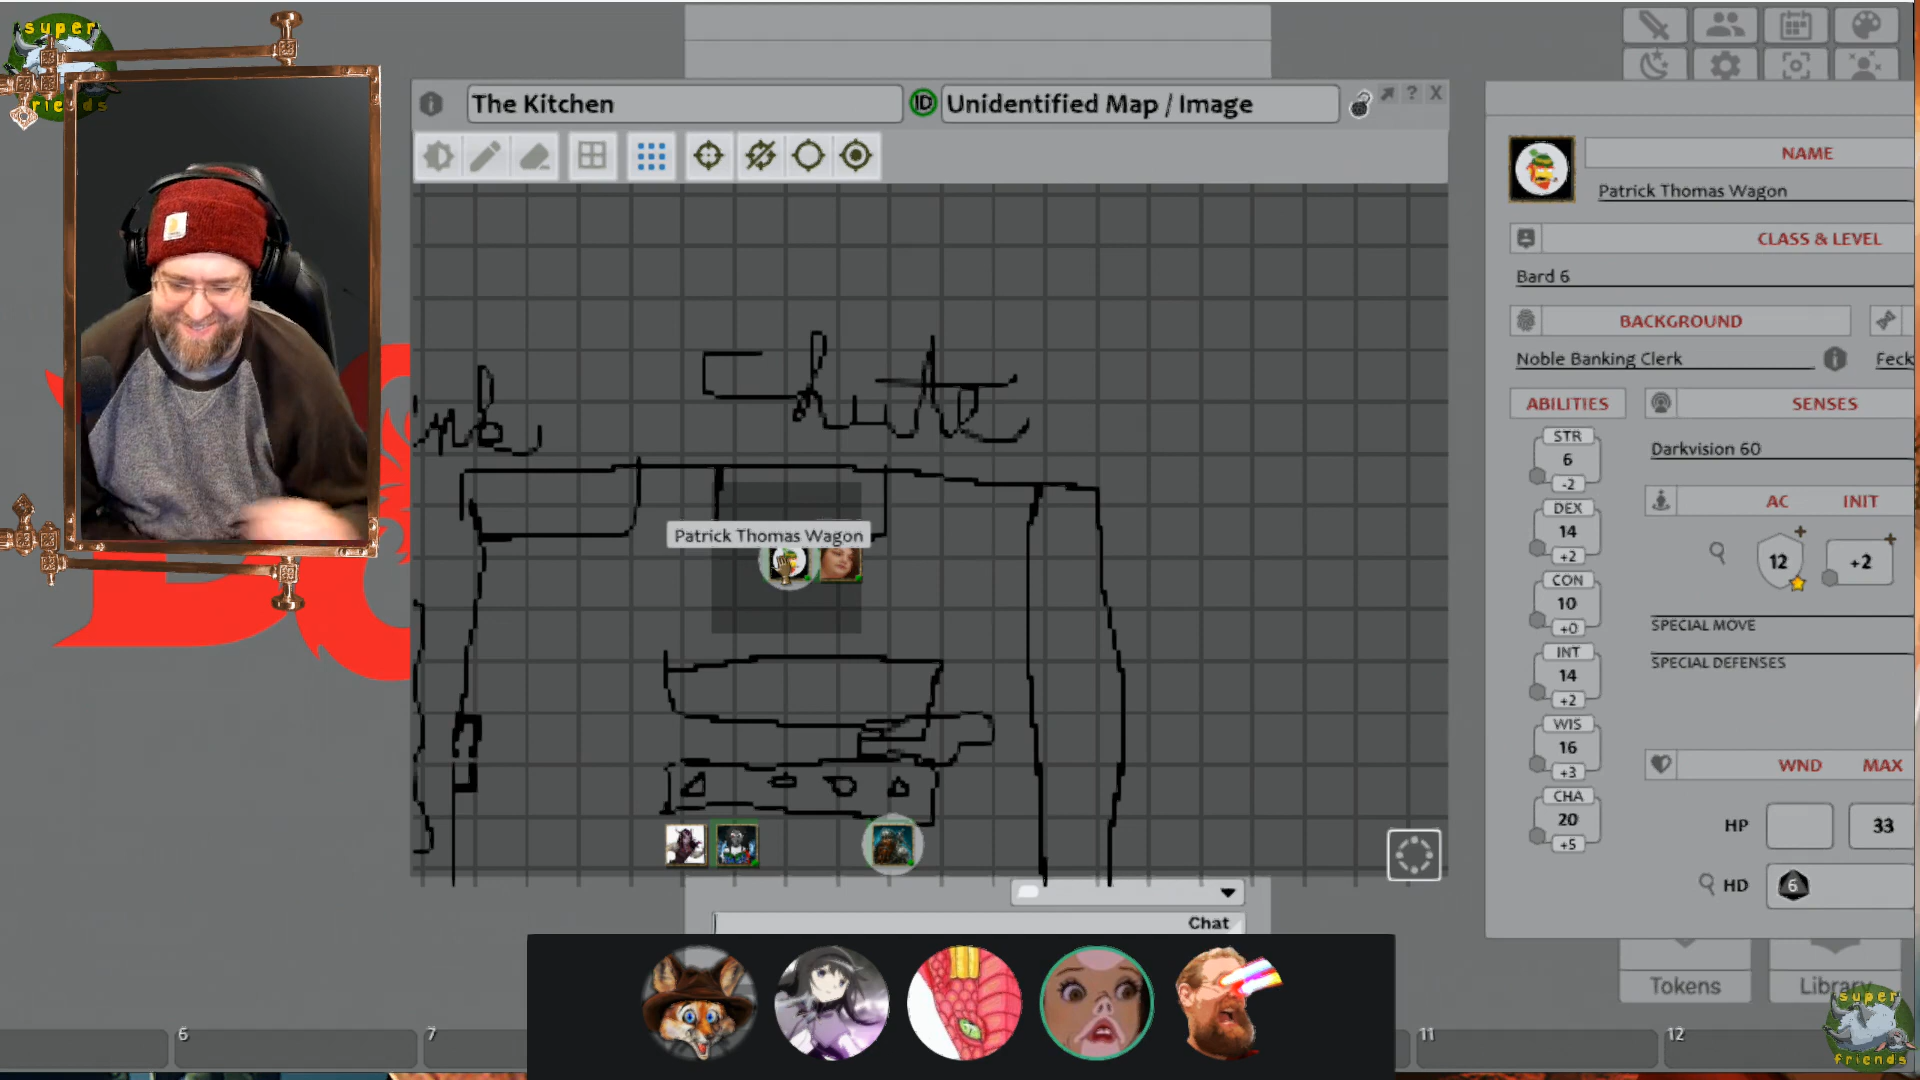 super
friends
The Kitchen
ID
Unidentified Map / Image
? X
NAME
Patrick Thomas Wagon
CLASS & LEVEL
Bard 6
BACKGROUND
Noble Banking Clerk
Feck
ABILITIES
SENSES
STR
6
-2
Darkvision 60
DEX
14
+2
AC
INIT
12
+2
CON
10
+0
SPECIAL MOVE
INT
14
+2
SPECIAL DEFENSES
WIS
16
+3
WND
MAX
CHA
20
+5
HP
33
HD
6
Chute
Patrick Thomas Wagon
Chat
Tokens
Library
6
7
11
12
super
friends